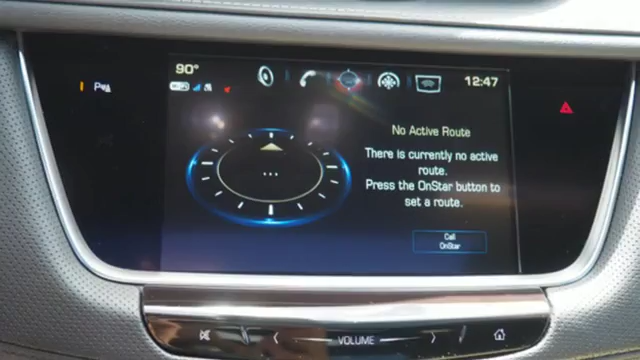 90°
12:47
No Active Route
There is currently no active
route.
Press the OnStar button to
set a route.
Call
OnStar
VOLUME